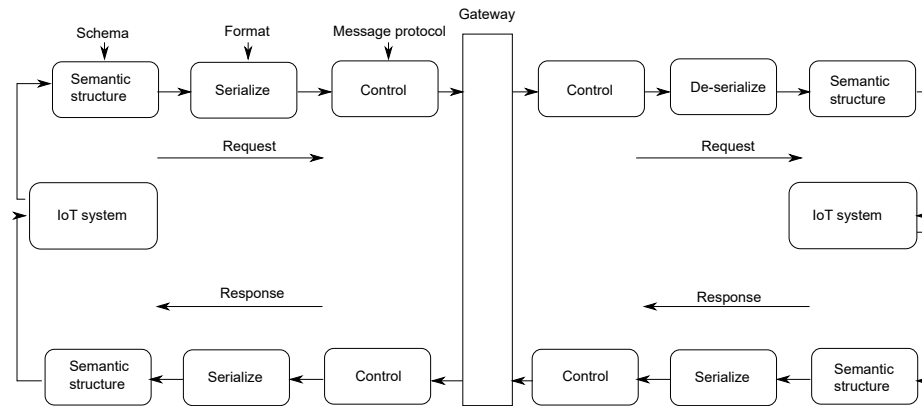 Gateway
Schema
Format
Message protocol
Semantic
structure
Serialize
Control
Control
De-serialize
Semantic
structure
Request
Request
IoT system
IoT system
Response
Response
Semantic
structure
Serialize
Control
Control
Serialize
Semantic
structure